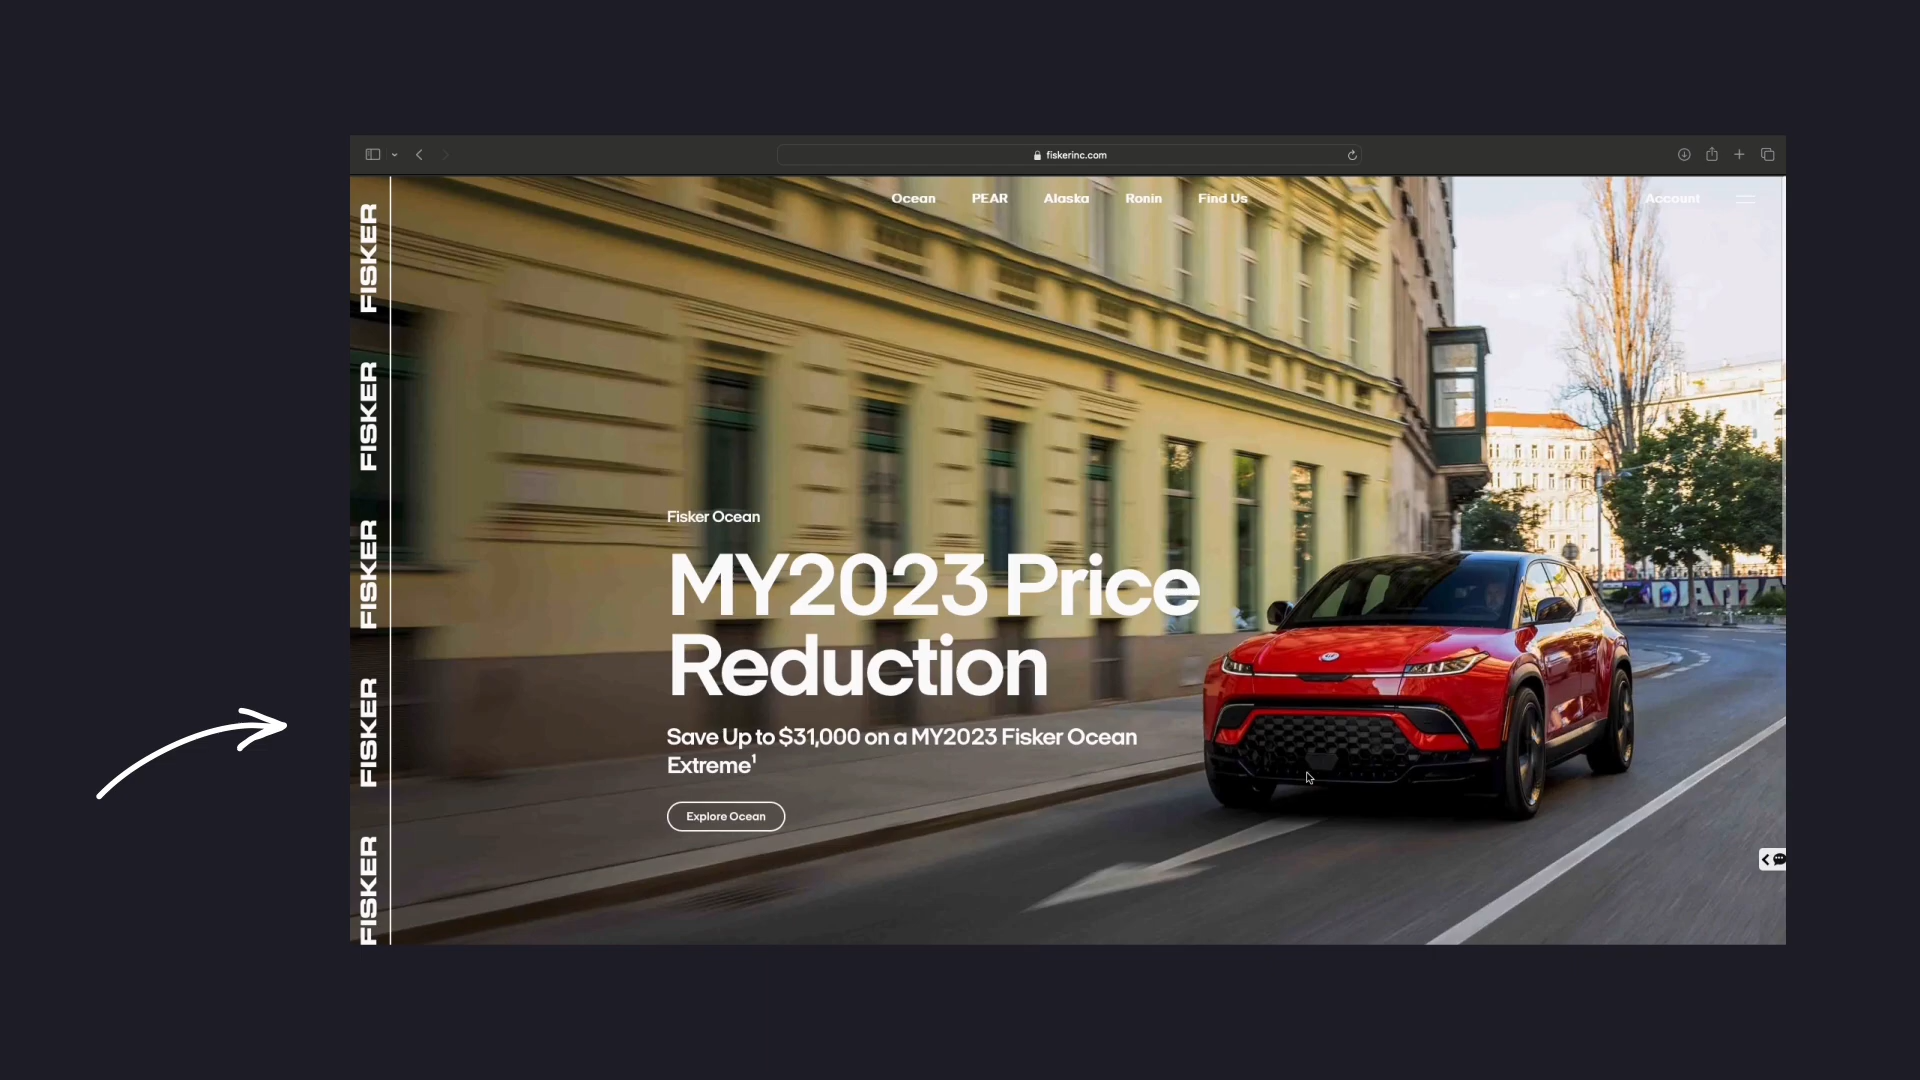 fiskerinc.com
Ocean PEAR Alaska Ronin Find Us Account
FISKER
FISKER
FISKER
FISKER
FISKER
Fisker Ocean
MY2023 Price
Reduction
Save Up to $31,000 on a MY2023 Fisker Ocean
Extreme¹
Explore Ocean